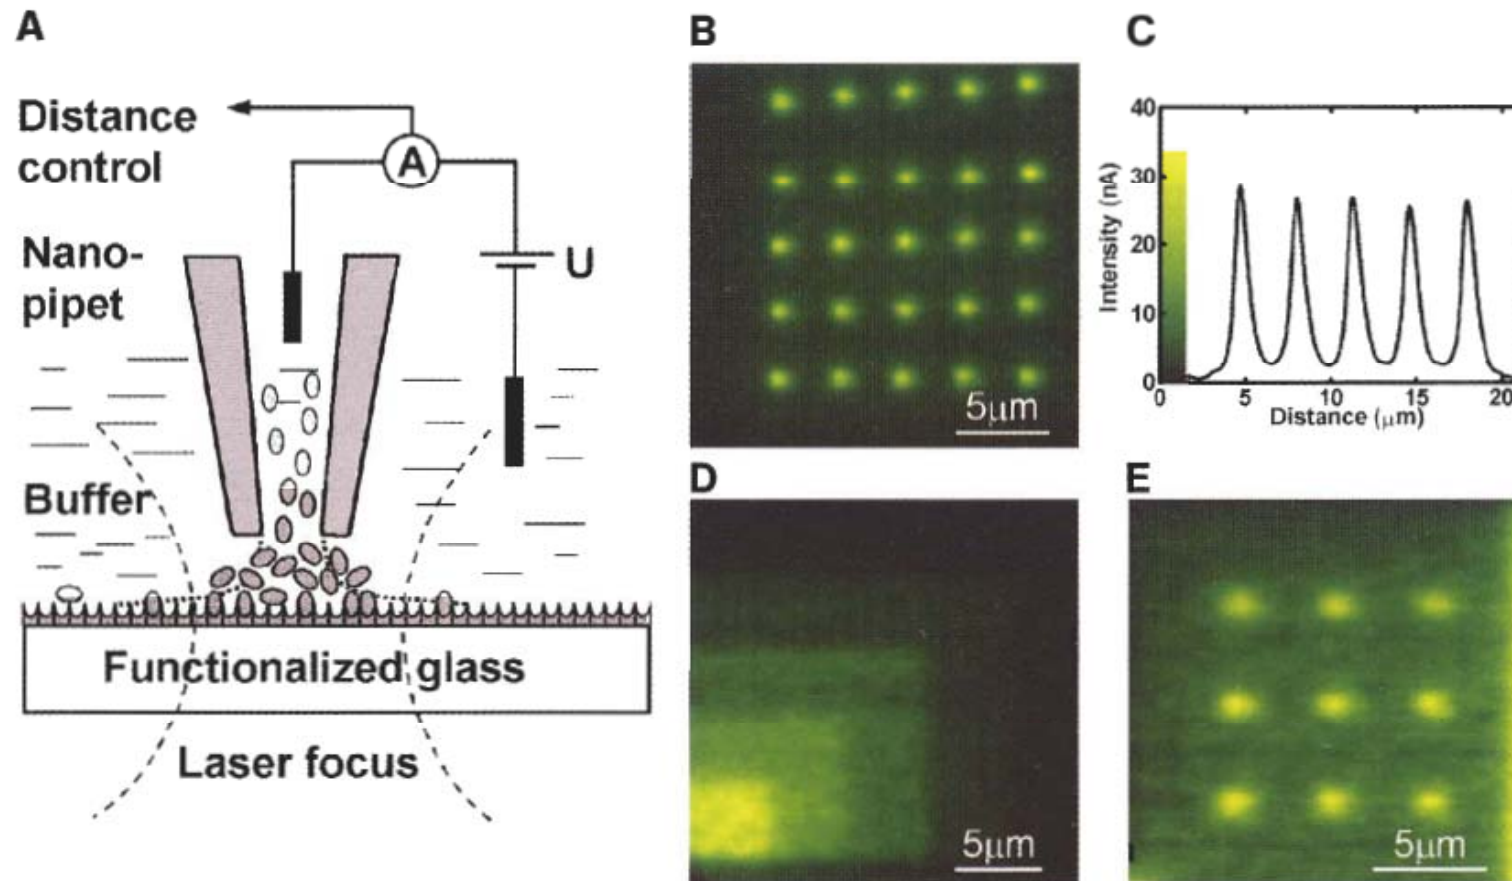 A
Distance
control
A
Nano-
pipet
U
Buffer
Functionalized glass
Laser focus
B
5μm
C
40
30
20
10
0
Intensity (nA)
0 5 10 15 20
Distance (μm)
D
5μm
E
5μm